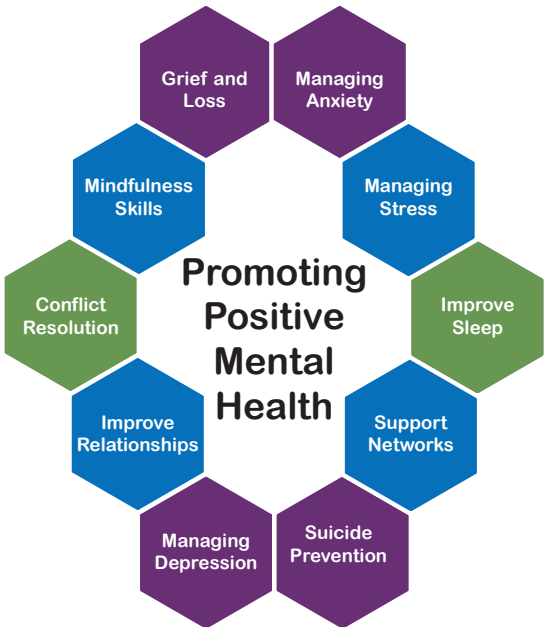 Grief and
Loss
Managing
Anxiety
Mindfulness
Skills
Managing
Stress
Promoting
Positive
Mental
Health
Conflict
Resolution
Improve
Sleep
Improve
Relationships
Support
Networks
Managing
Depression
Suicide
Prevention